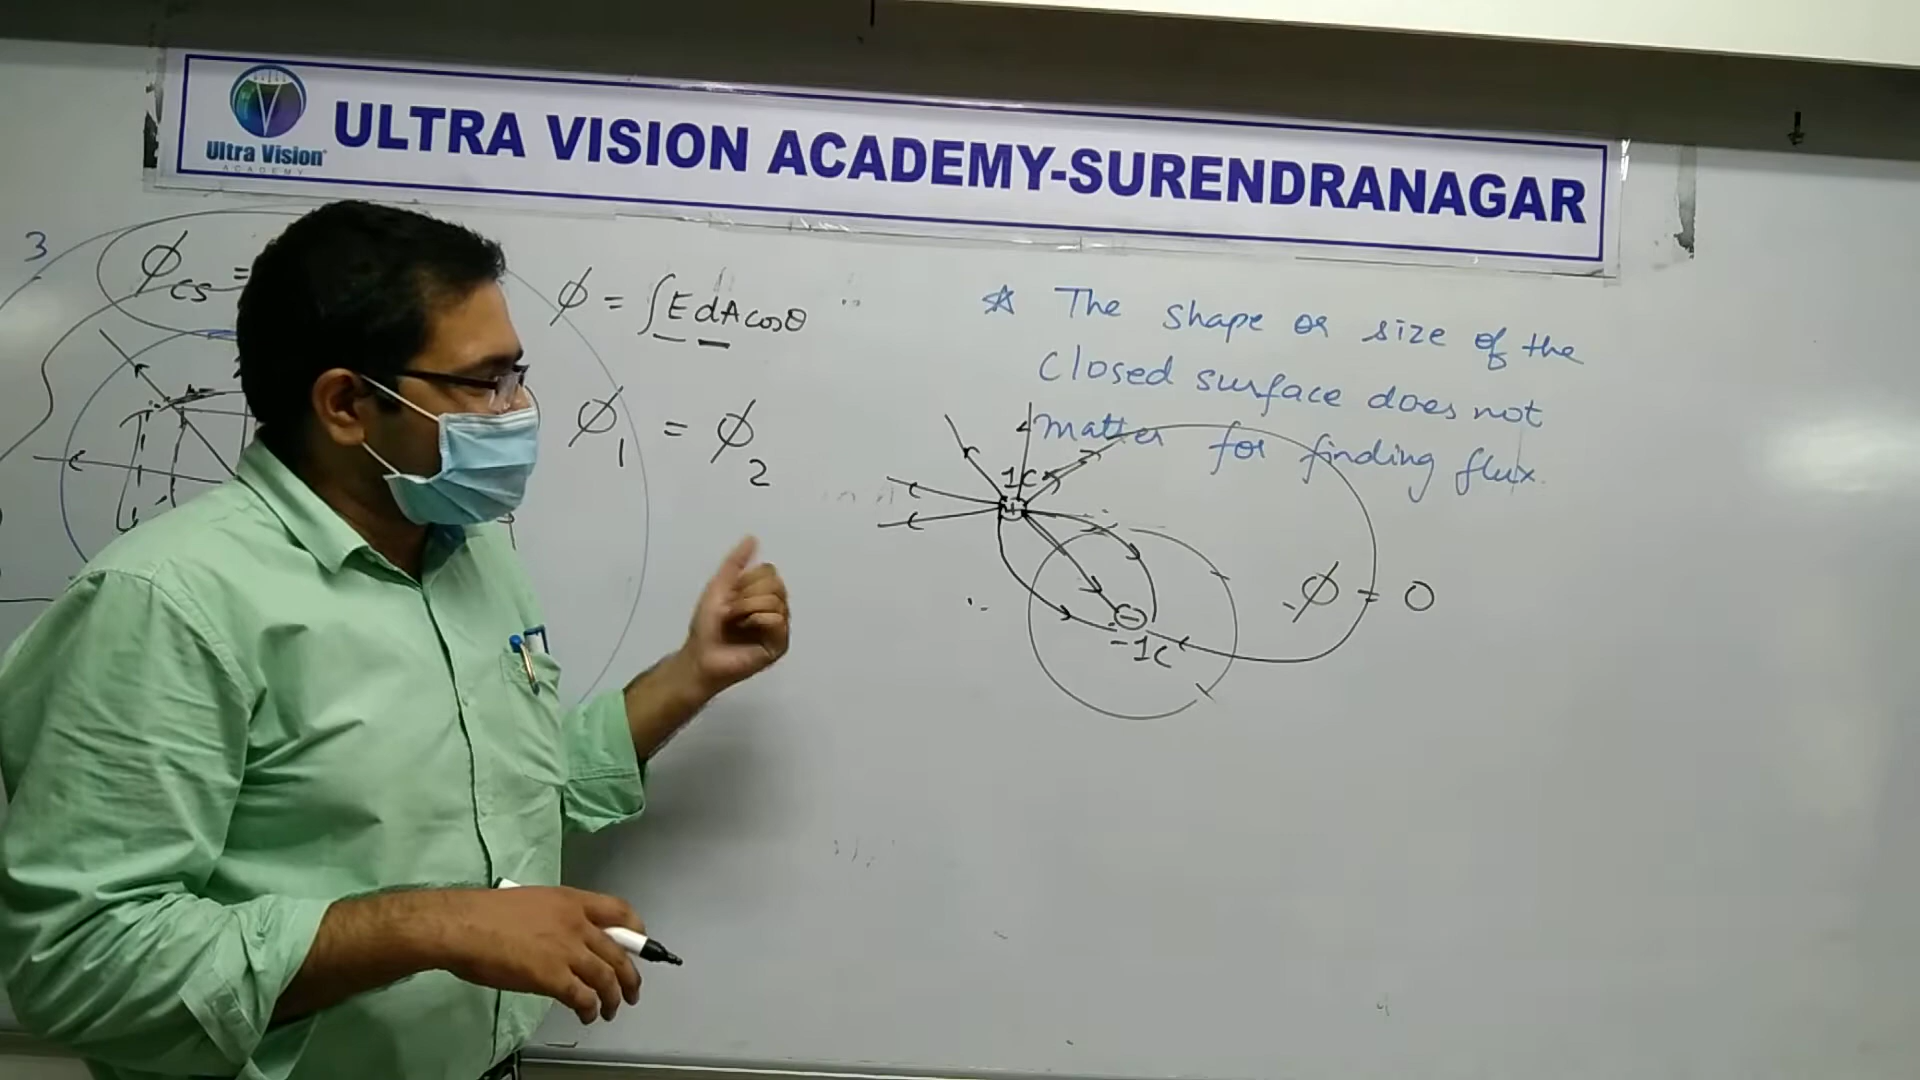 Ultra Vision
ACADEMY
ULTRA VISION ACADEMY-SURENDRANAGAR
3
ϕcs =
ϕ = ∫E dA cosθ
ϕ1 = ϕ2
☆ The shape or size of the
closed surface does not
matter for finding flux.
1C
+
−
-1C
ϕ = 0